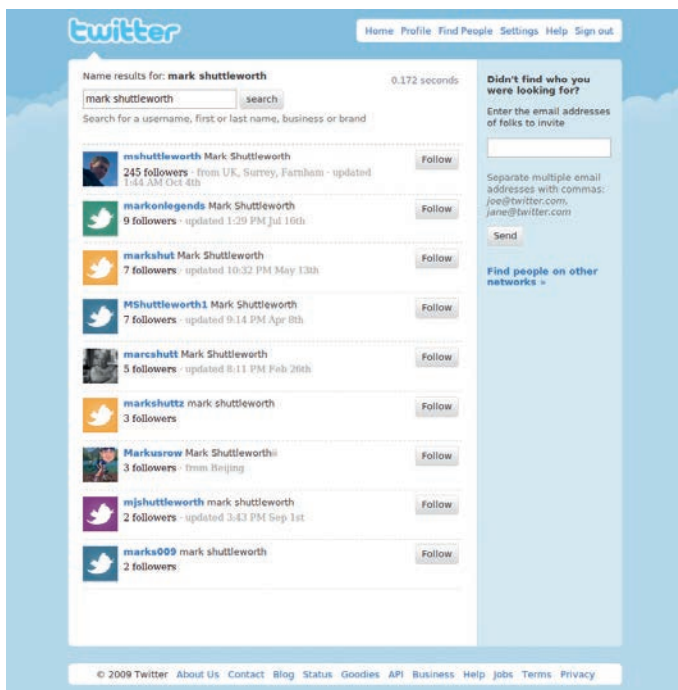 twitter
Home Profile Find People Settings Help Sign out
Name results for: mark shuttleworth
0.172 seconds
mark shuttleworth
search
Search for a username, first or last name, business or brand
mshuttleworth Mark Shuttleworth
245 followers · from UK, Surrey, Farnham · updated
1:44 AM Oct 4th
Follow
markonlegends Mark Shuttleworth
9 followers · updated 1:29 PM Jul 16th
Follow
markshut Mark Shuttleworth
7 followers · updated 10:32 PM May 13th
Follow
MShuttleworth1 Mark Shuttleworth
7 followers · updated 9:14 PM Apr 8th
Follow
marcshutt Mark Shuttleworth
5 followers · updated 8:11 PM Feb 26th
Follow
markshuttz mark shuttleworth
3 followers
Follow
Markusrow Mark Shuttleworth
3 followers · from Beijing
Follow
mjshuttleworth mark shuttleworth
2 followers · updated 3:43 PM Sep 1st
Follow
marks009 mark shuttleworth
2 followers
Follow
Didn't find who you
were looking for?
Enter the email addresses
of folks to invite
Separate multiple email
addresses with commas:
joe@twitter.com,
jane@twitter.com
Send
Find people on other
networks »
© 2009 Twitter About Us Contact Blog Status Goodies API Business Help Jobs Terms Privacy